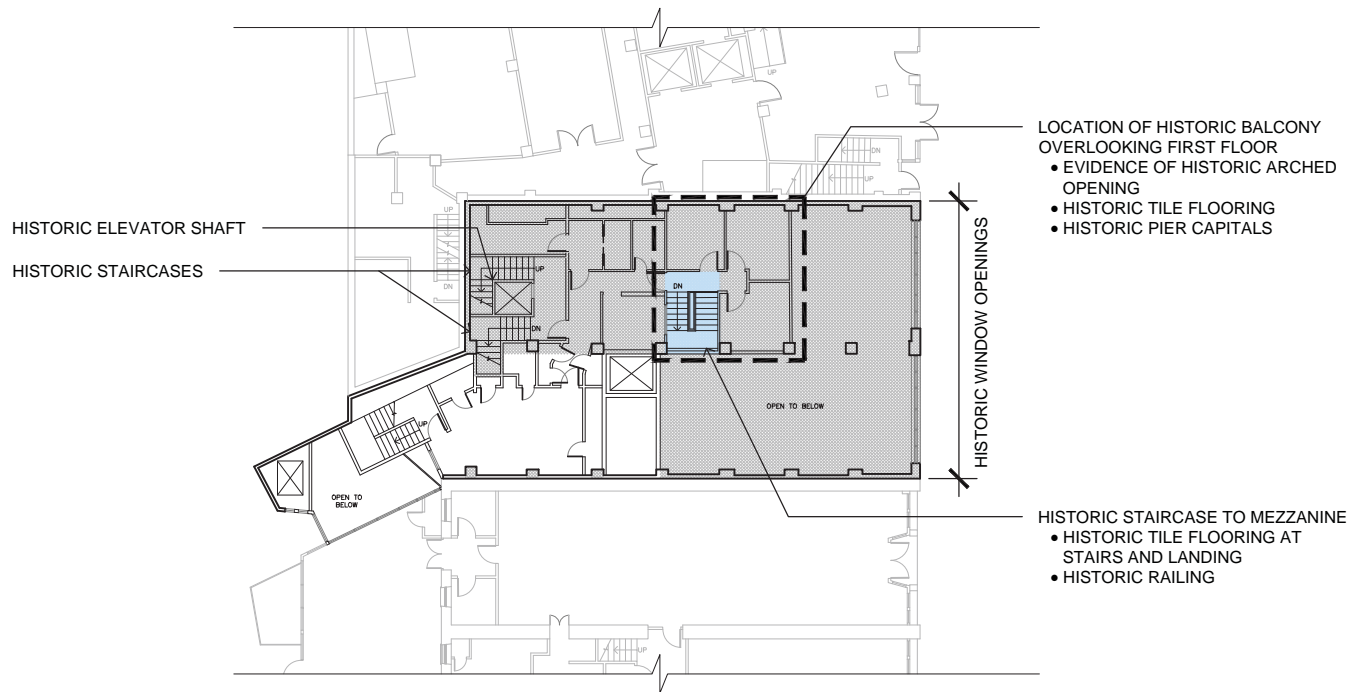 UP
DN
UP
LOCATION OF HISTORIC BALCONY
OVERLOOKING FIRST FLOOR
• EVIDENCE OF HISTORIC ARCHED
OPENING
• HISTORIC TILE FLOORING
• HISTORIC PIER CAPITALS
HISTORIC ELEVATOR SHAFT
HISTORIC STAIRCASES
UP
DN
UP
DN
DN
HISTORIC WINDOW OPENINGS
OPEN TO BELOW
UP
OPEN TO
BELOW
HISTORIC STAIRCASE TO MEZZANINE
• HISTORIC TILE FLOORING AT
STAIRS AND LANDING
• HISTORIC RAILING
UP